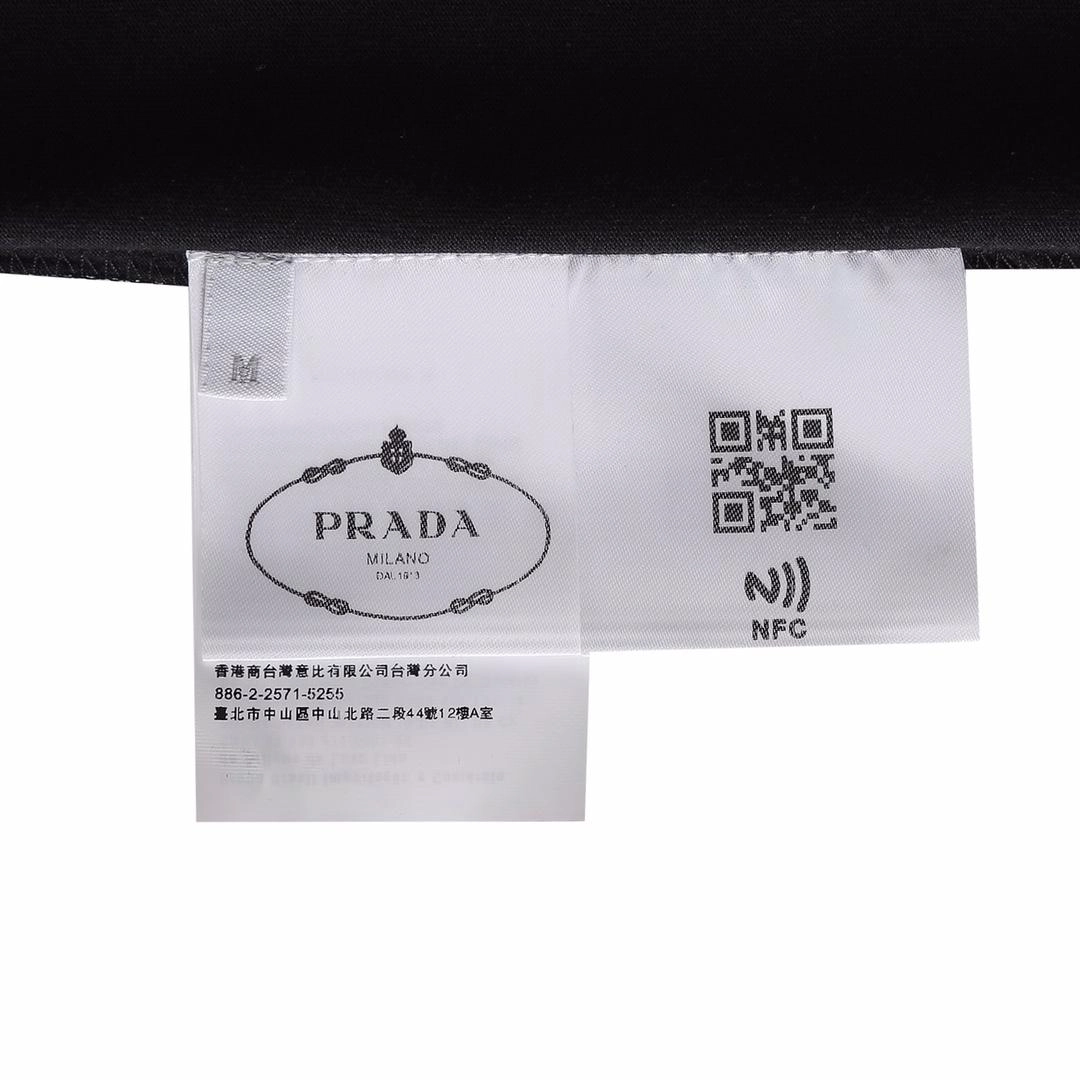 M
PRADA
MILANO
DAL 1913
NFC
香港商台灣意比有限公司台灣分公司
886-2-2571-5255
臺北市中山區中山北路二段44號12樓A室